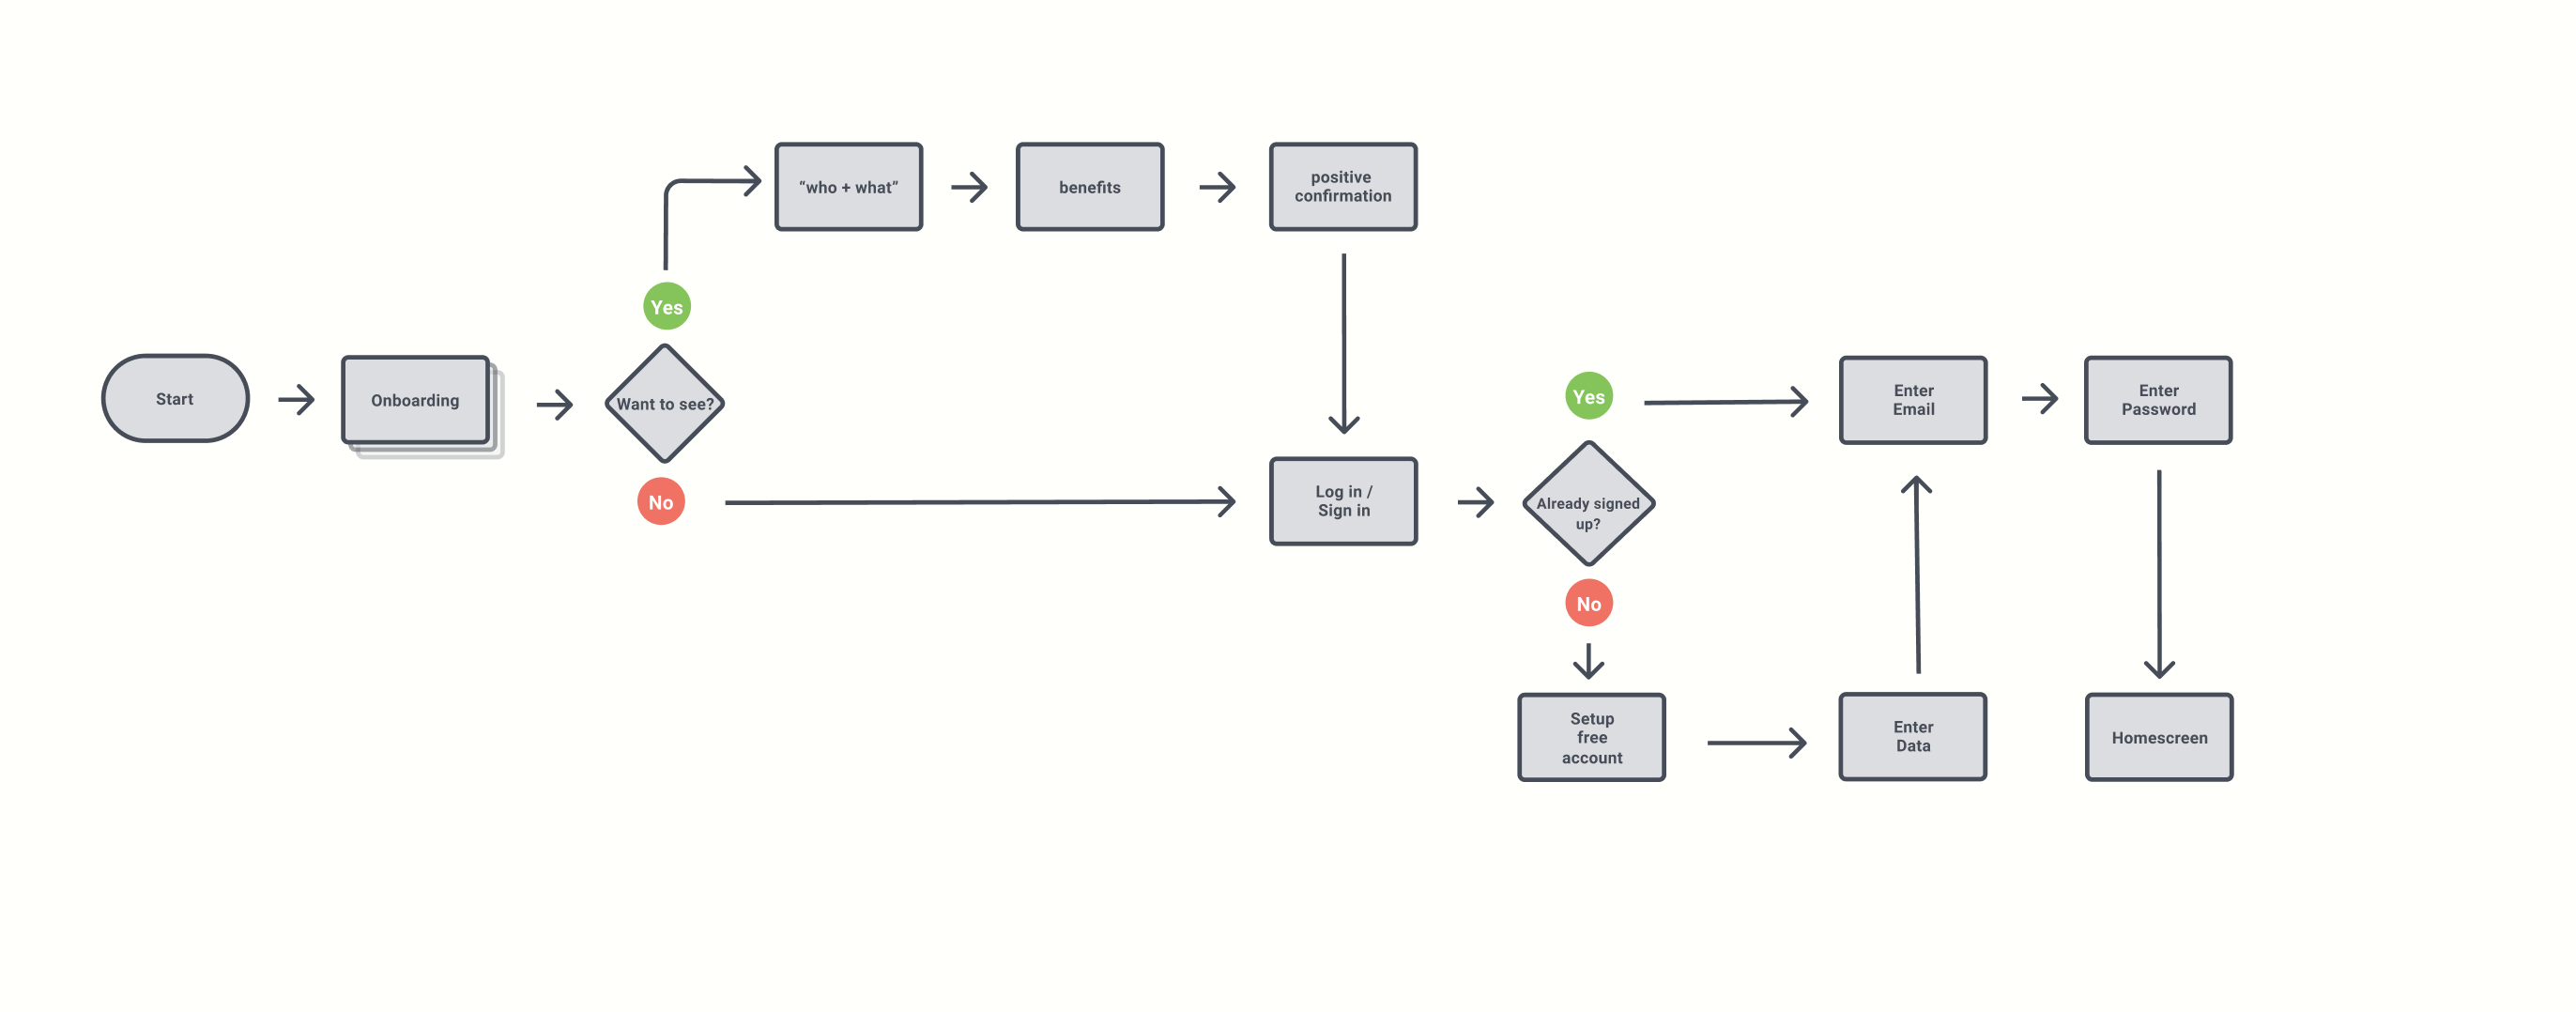 Start
Onboarding
Want to see?
Yes
“who + what”
benefits
positive
confirmation
No
Log in /
Sign in
Already signed
up?
Yes
Enter
Email
Enter
Password
No
Setup
free
account
Enter
Data
Homescreen